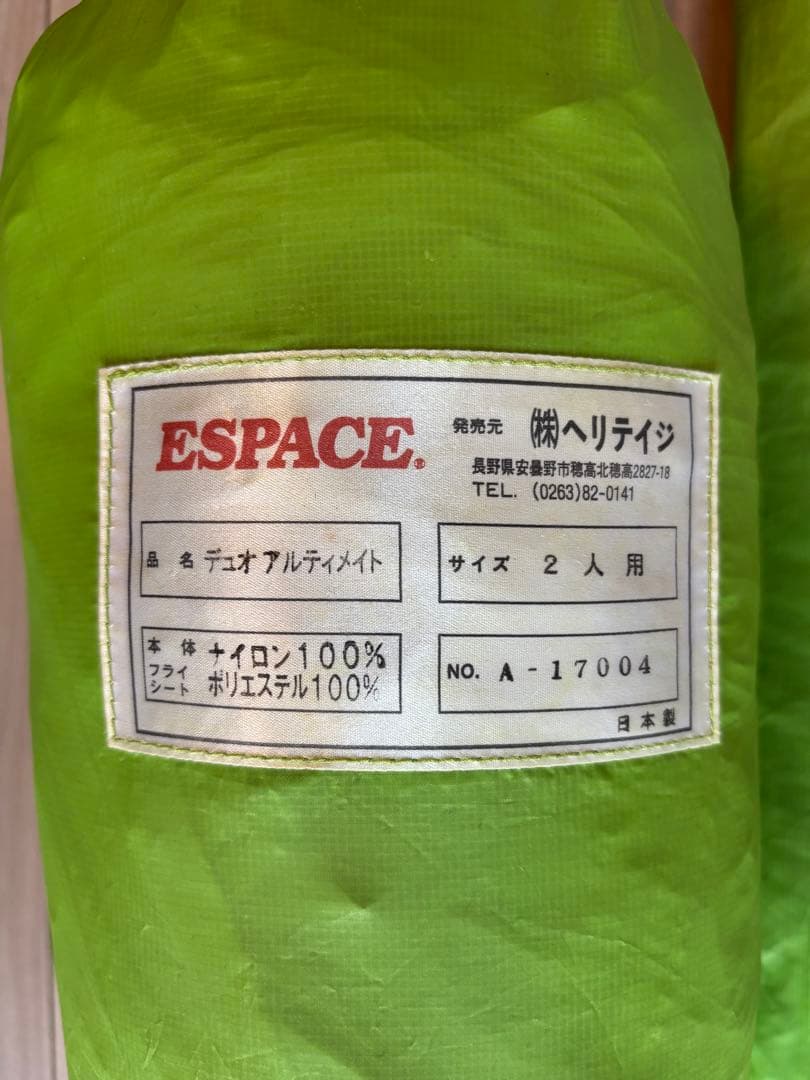 ESPACE®
発売元 ㈱ヘリテイジ
長野県安曇野市穂高北穂高2827-18
TEL. (0263)82-0141
品名 デュオ アルティメイト
サイズ 2人用
本体 ナイロン100%
フライシート ポリエステル100%
NO. A-17004
日本製